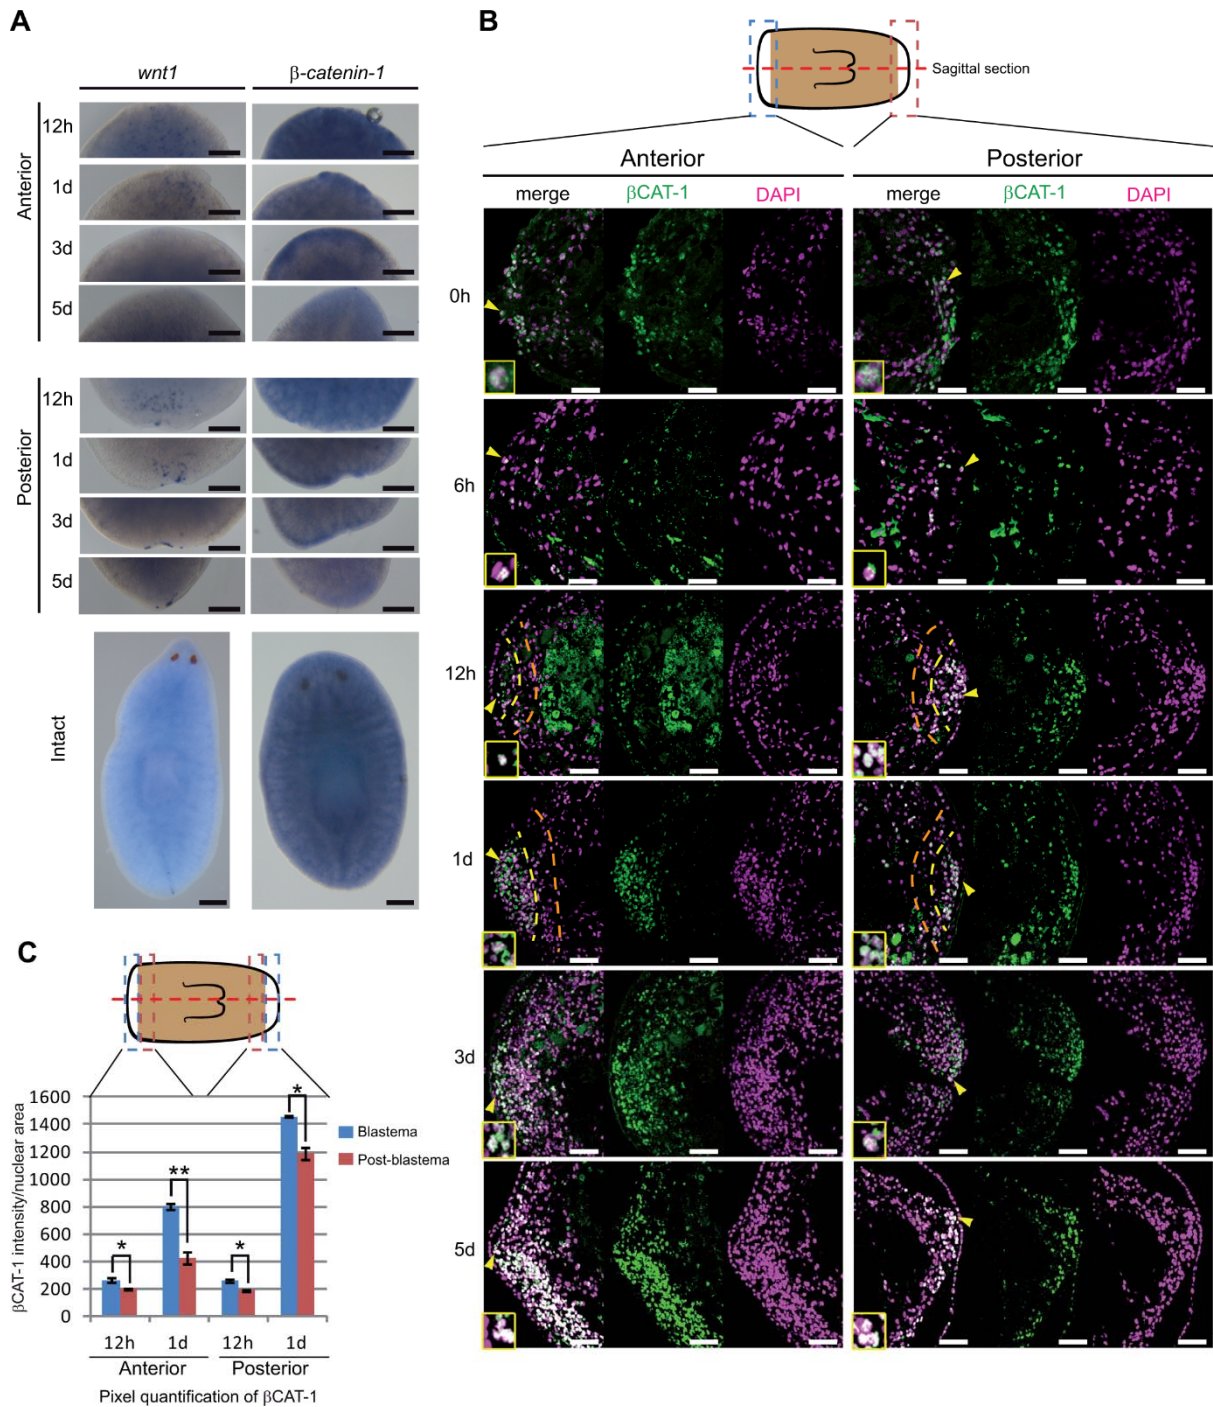 A
wnt1
β-catenin-1
Anterior
12h
1d
3d
5d
Posterior
12h
1d
3d
5d
Intact
B
Sagittal section
Anterior
Posterior
merge
βCAT-1
DAPI
merge
βCAT-1
DAPI
0h
6h
12h
1d
3d
5d
C
βCAT-1 intensity/nuclear area
1600
1400
1200
1000
800
600
400
200
0
*
**
*
*
Blastema
Post-blastema
12h
1d
12h
1d
Anterior
Posterior
Pixel quantification of βCAT-1